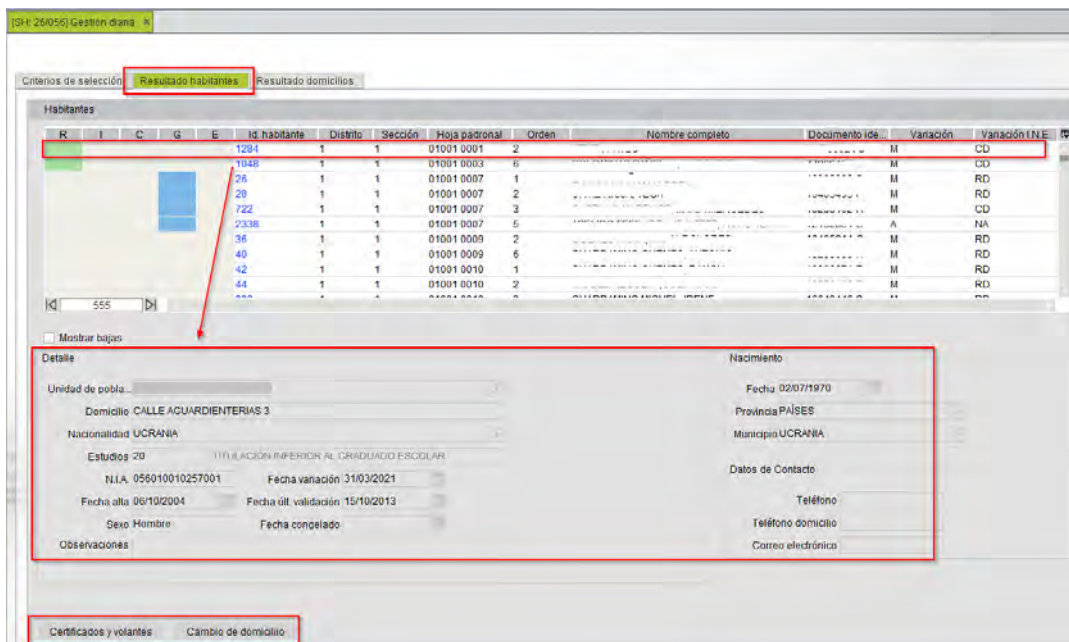 [SH: 26/056] Gestión diaria ×
Criterios de selección Resultado habitantes Resultado domicilios
Habitantes
R I C G E Id. habitante Distrito Sección Hoja padronal Orden Nombre completo Documento ide... Variación Variación I.N.E.
1284 1 1 01001 0001 2 M CD
1048 1 1 01001 0003 6 M CD
26 1 1 01001 0007 1 M RD
28 1 1 01001 0007 2 M RD
722 1 1 01001 0007 3 M CD
2338 1 1 01001 0007 5 A NA
36 1 1 01001 0009 2 M RD
40 1 1 01001 0009 6 M RD
42 1 1 01001 0010 1 M RD
44 1 1 01001 0010 2 M RD
555
Mostrar bajas
Detalle Nacimiento
Unidad de pobla... Fecha 02/07/1970
Domicilio CALLE AGUARDIENTERIAS 3 Provincia PAÍSES
Nacionalidad UCRANIA Municipio UCRANIA
Estudios 20 TITULACIÓN INFERIOR AL GRADUADO ESCOLAR
N.I.A. 056010010257001 Fecha variación 31/03/2021 Datos de Contacto
Fecha alta 06/10/2004 Fecha últ. validación 15/10/2013 Teléfono
Sexo Hombre Fecha congelado Teléfono domicilio
Observaciones Correo electrónico
Certificados y volantes Cambio de domicilio